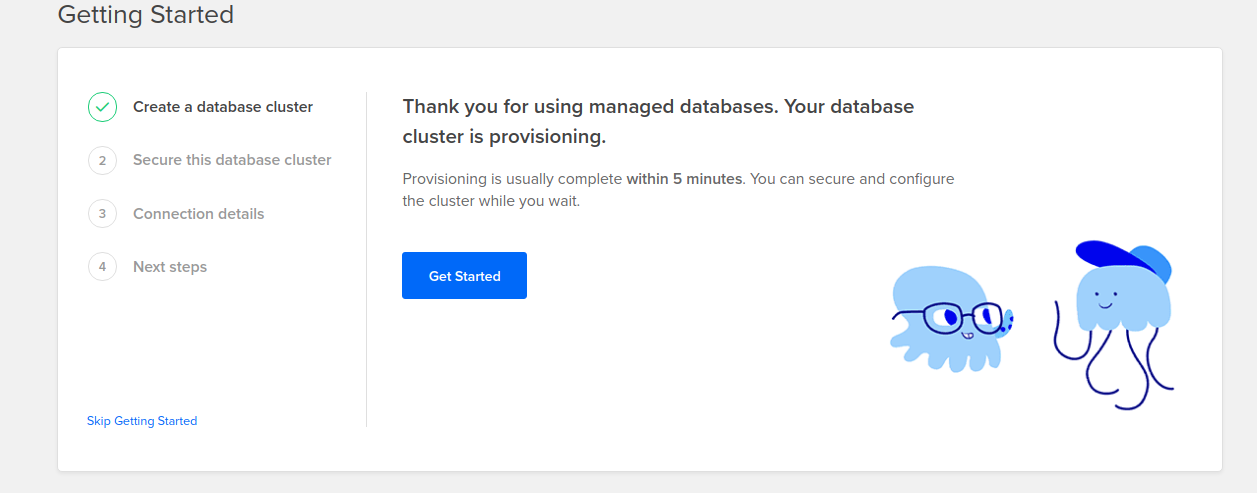 Getting Started
Create a database cluster
2 Secure this database cluster
3 Connection details
4 Next steps
Skip Getting Started
Thank you for using managed databases. Your database
cluster is provisioning.
Provisioning is usually complete within 5 minutes. You can secure and configure
the cluster while you wait.
Get Started